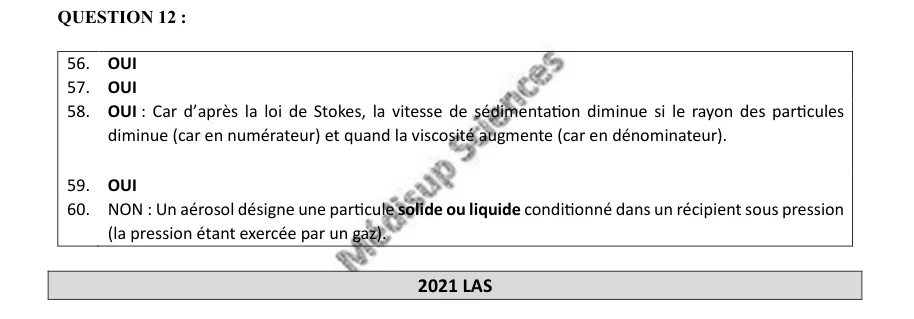 QUESTION 12 :
56. OUI
57. OUI
58. OUI : Car d’après la loi de Stokes, la vitesse de sédimentation diminue si le rayon des particules
diminue (car en numérateur) et quand la viscosité augmente (car en dénominateur).
59. OUI
60. NON : Un aérosol désigne une particule solide ou liquide conditionné dans un récipient sous pression
(la pression étant exercée par un gaz).
Médisup Sciences
2021 LAS